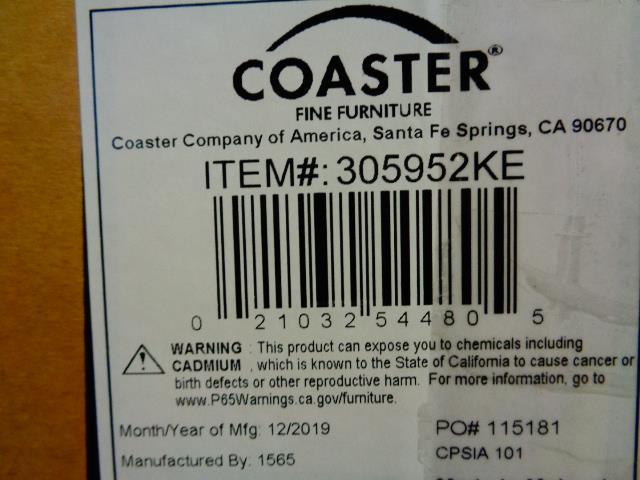 COASTER®
FINE FURNITURE
Coaster Company of America, Santa Fe Springs, CA 90670
ITEM#: 305952KE
0 21032 54480 5
WARNING : This product can expose you to chemicals including
CADMIUM , which is known to the State of California to cause cancer or
birth defects or other reproductive harm. For more information, go to
www.P65Warnings.ca.gov/furniture.
Month/Year of Mfg: 12/2019
PO# 115181
Manufactured By: 1565
CPSIA 101